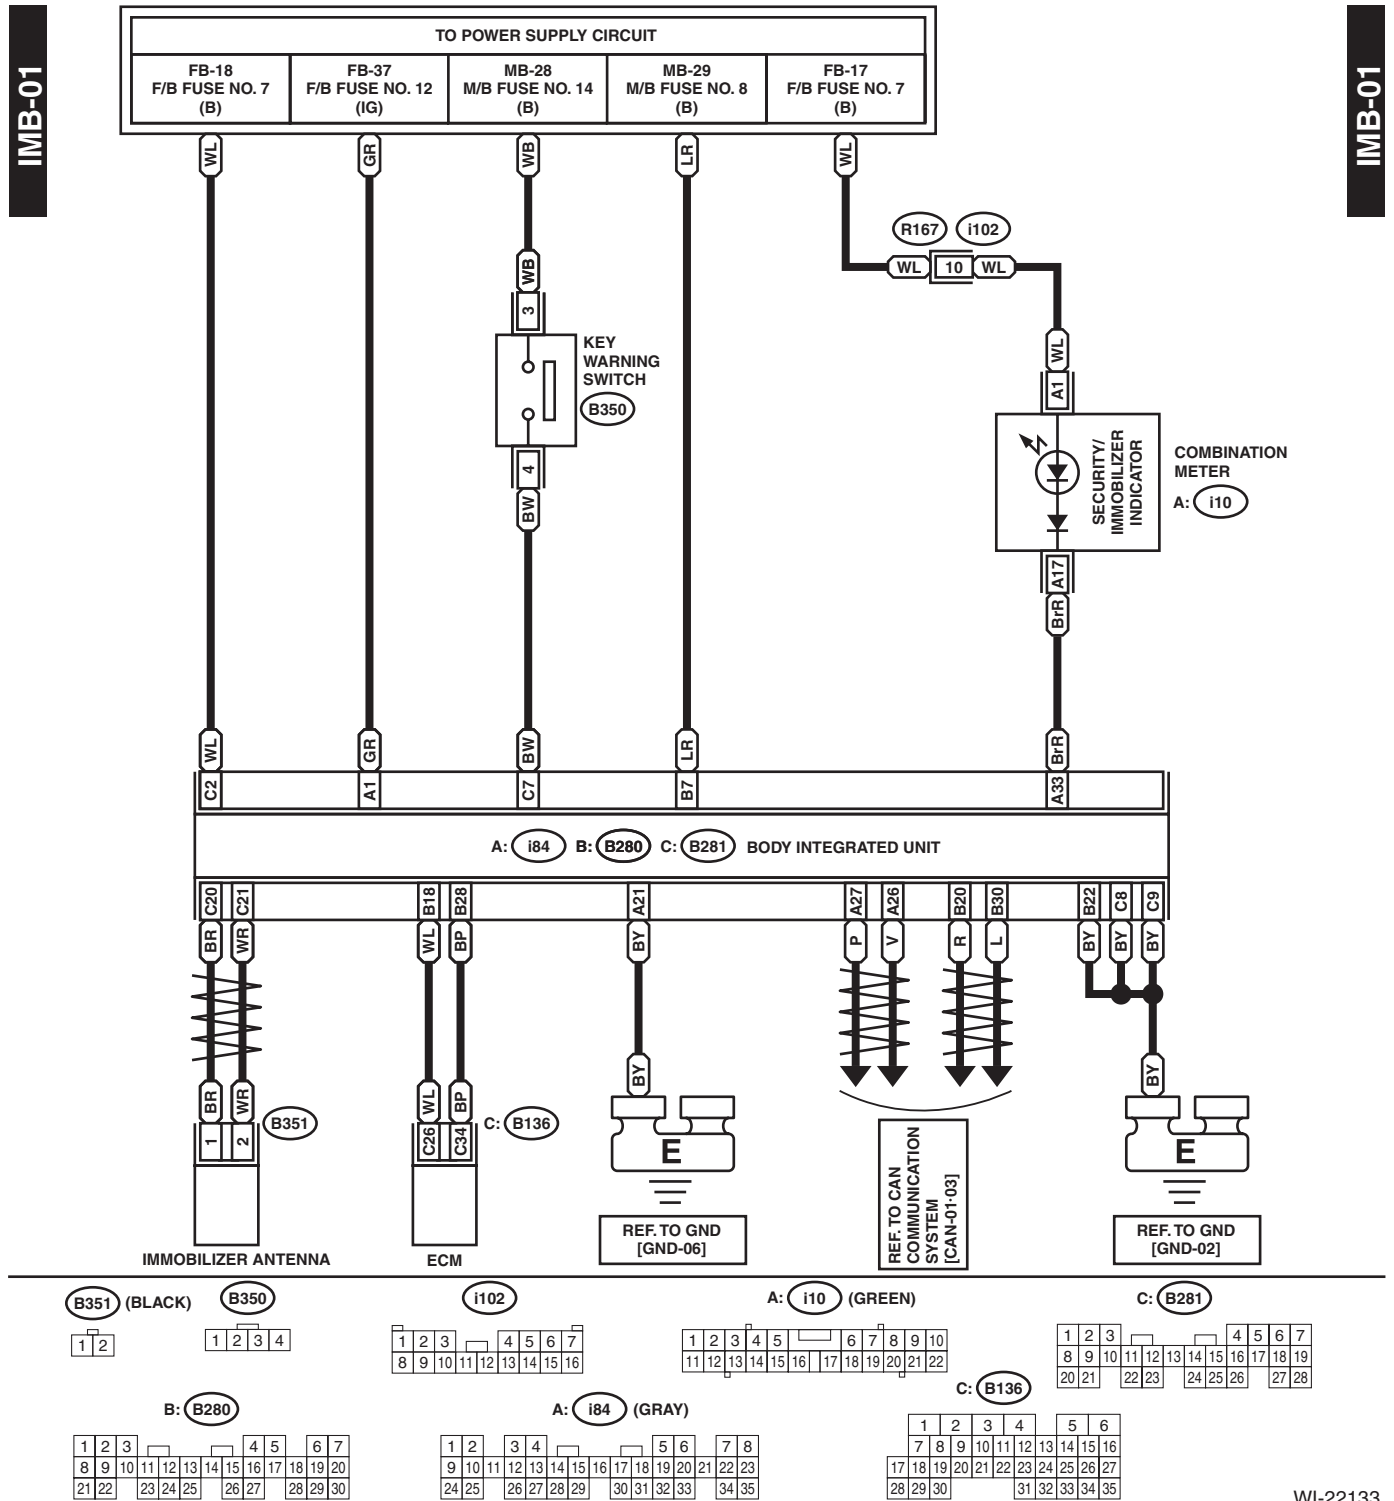 IMB-01
IMB-01
TO POWER SUPPLY CIRCUIT
FB-18
F/B FUSE NO. 7
(B)
FB-37
F/B FUSE NO. 12
(IG)
MB-28
M/B FUSE NO. 14
(B)
MB-29
M/B FUSE NO. 8
(B)
FB-17
F/B FUSE NO. 7
(B)
WL
GR
WB
LR
WL
R167
i102
WL
10
WL
WB
3
KEY
WARNING
SWITCH
B350
4
BW
WL
A1
SECURITY/
IMMOBILIZER
INDICATOR
COMBINATION
METER
A: i10
A17
BrR
WL
GR
BW
LR
BrR
C2
A1
C7
B7
A33
A: i84 B: B280 C: B281 BODY INTEGRATED UNIT
C20
C21
B18
B28
A21
A27
A26
B20
B30
B22
C8
C9
BR
WR
WL
BP
BY
P
V
R
L
BY
BY
BY
BR
WR
WL
BP
BY
BY
1
2
B351
C26
C34
C: B136
E
E
REF. TO CAN
COMMUNICATION
SYSTEM
[CAN-01·03]
REF. TO GND
[GND-06]
REF. TO GND
[GND-02]
IMMOBILIZER ANTENNA
ECM
B351 (BLACK)
1 2
B350
1 2 3 4
i102
1 2 3 4 5 6 7
8 9 10 11 12 13 14 15 16
A: i10 (GREEN)
1 2 3 4 5 6 7 8 9 10
11 12 13 14 15 16 17 18 19 20 21 22
C: B281
1 2 3 4 5 6 7
8 9 10 11 12 13 14 15 16 17 18 19
20 21 22 23 24 25 26 27 28
B: B280
1 2 3 4 5 6 7
8 9 10 11 12 13 14 15 16 17 18 19 20
21 22 23 24 25 26 27 28 29 30
A: i84 (GRAY)
1 2 3 4 5 6 7 8
9 10 11 12 13 14 15 16 17 18 19 20 21 22 23
24 25 26 27 28 29 30 31 32 33 34 35
C: B136
1 2 3 4 5 6
7 8 9 10 11 12 13 14 15 16
17 18 19 20 21 22 23 24 25 26 27
28 29 30 31 32 33 34 35
WI-22133